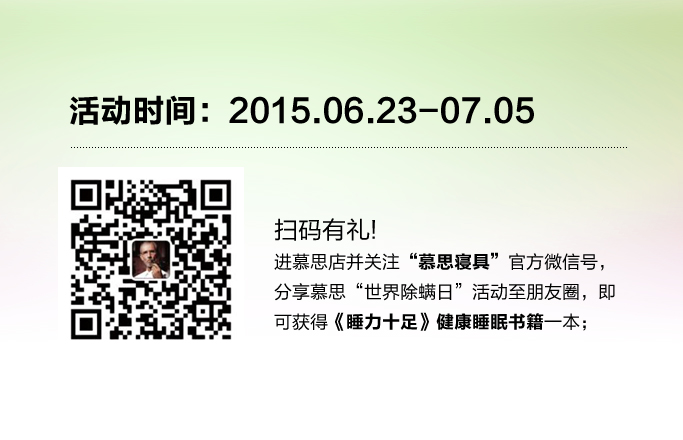 活动时间：2015.06.23-07.05
扫码有礼!
进慕思店并关注“慕思寝具”官方微信号，
分享慕思“世界除螨日”活动至朋友圈，即
可获得《睡力十足》健康睡眠书籍一本；